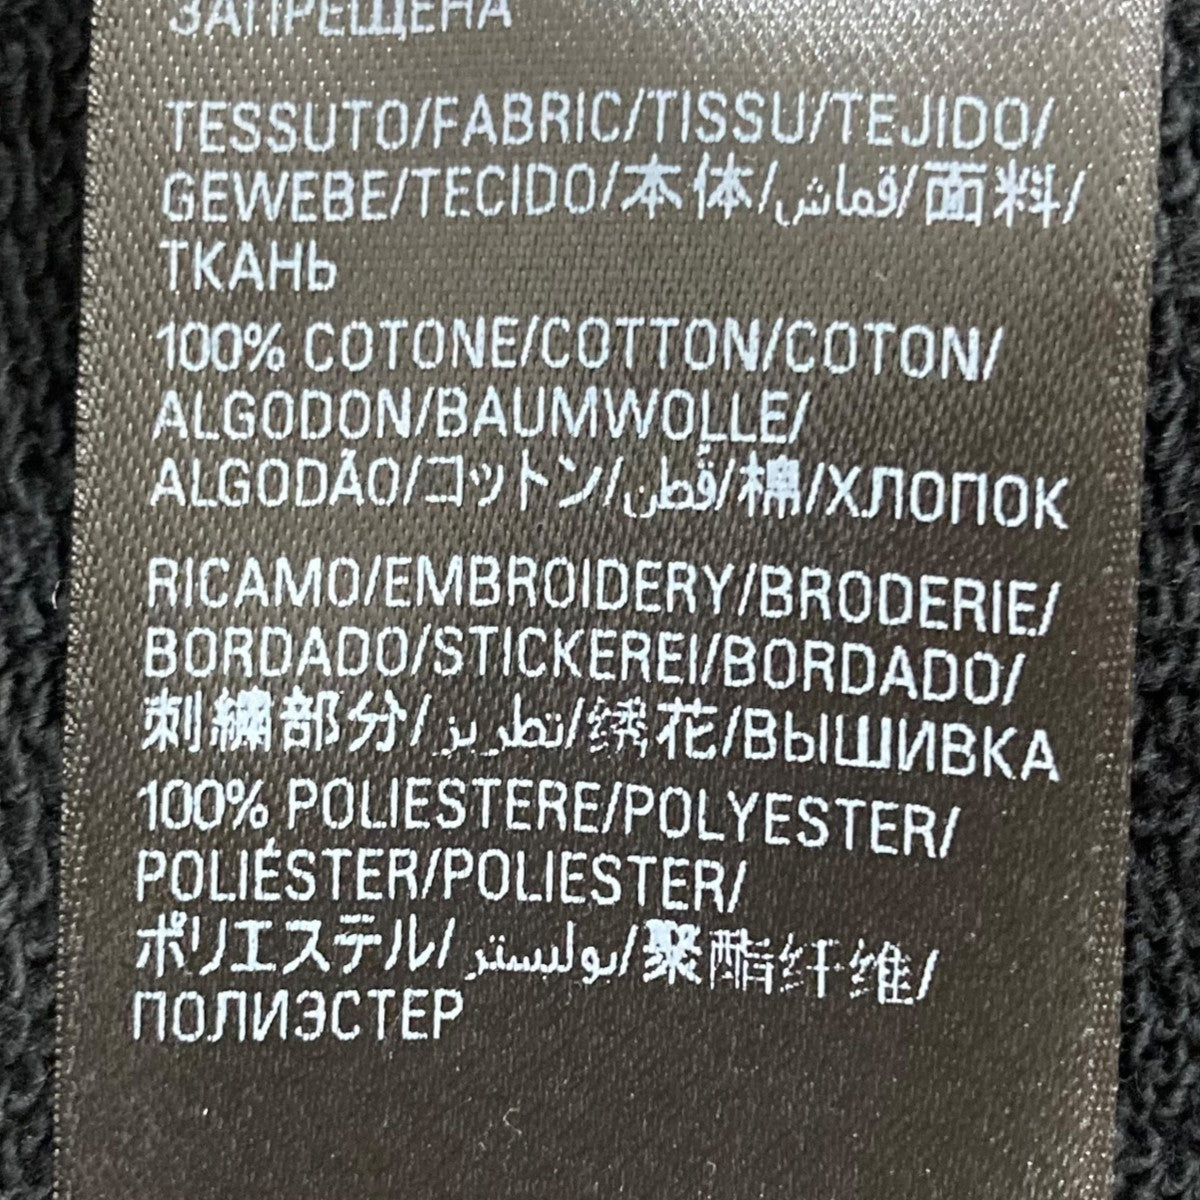 ЗАПРЕЩЕНА
TESSUTO/FABRIC/TISSU/TEJIDO/
GEWEBE/TECIDO/本体/قماش/面料/
ТКАНЬ
100% COTONE/COTTON/COTON/
ALGODON/BAUMWOLLE/
ALGODÃO/コットン/قطن/棉/ХЛОПОК
RICAMO/EMBROIDERY/BRODERIE/
BORDADO/STICKEREI/BORDADO/
刺繍部分/تطريز/绣花/ВЫШИВКА
100% POLIESTERE/POLYESTER/
POLIÉSTER/POLIESTER/
ポリエステル/بوليستر/聚酯纤维/
ПОЛИЭСТЕР